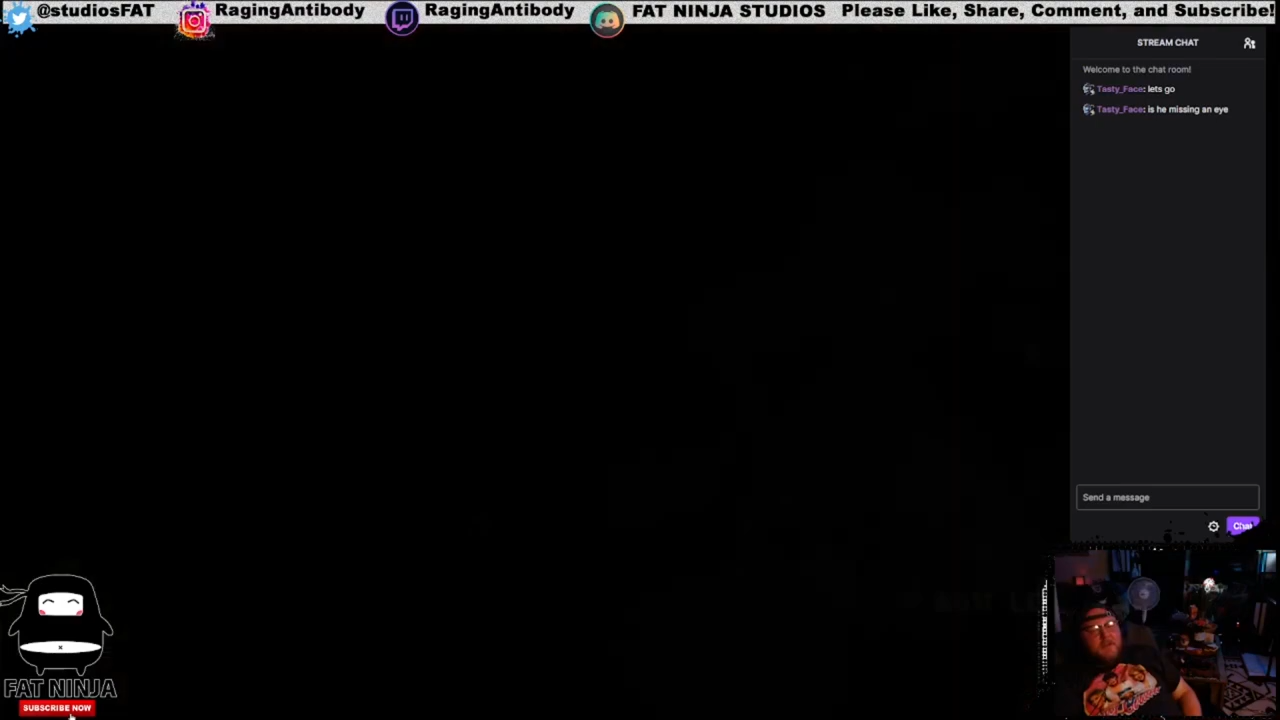 @studiosFAT RagingAntibody RagingAntibody FAT NINJA STUDIOS Please Like, Share, Comment, and Subscribe!
STREAM CHAT
Welcome to the chat room!
Tasty_Face: lets go
Tasty_Face: is he missing an eye
Send a message
Chat
FAT NINJA
SUBSCRIBE NOW